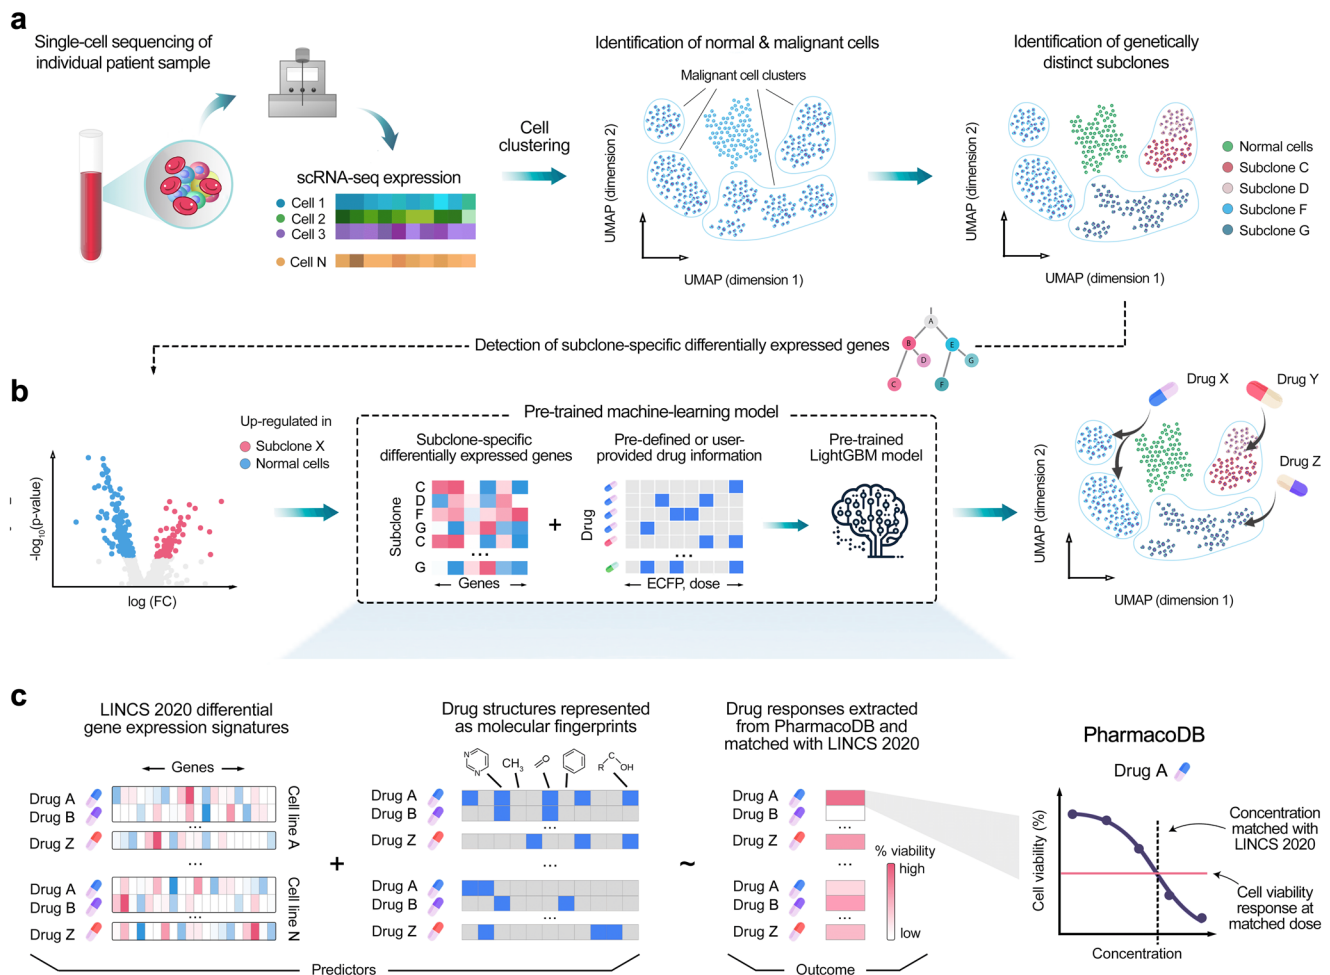 a
Single-cell sequencing of
individual patient sample
scRNA-seq expression
Cell 1
Cell 2
Cell 3
Cell N
Cell
clustering
Identification of normal & malignant cells
Malignant cell clusters
UMAP (dimension 2)
UMAP (dimension 1)
Identification of genetically
distinct subclones
UMAP (dimension 2)
UMAP (dimension 1)
Normal cells
Subclone C
Subclone D
Subclone F
Subclone G
Detection of subclone-specific differentially expressed genes
A
B
E
D
G
C
F
b
Up-regulated in
Subclone X
Normal cells
-log10(p-value)
log (FC)
Pre-trained machine-learning model
Subclone-specific
differentially expressed genes
Subclone
C
D
F
G
C
...
G
Genes
+
Pre-defined or user-
provided drug information
Drug
...
ECFP, dose
Pre-trained
LightGBM model
Drug X
Drug Y
Drug Z
UMAP (dimension 2)
UMAP (dimension 1)
c
LINCS 2020 differential
gene expression signatures
Genes
Drug A
Drug B
...
Drug Z
Cell line A
...
Drug A
Drug B
...
Drug Z
Cell line N
+
Drug structures represented
as molecular fingerprints
N
N
CH3
O
R
C
OH
Drug A
Drug B
...
Drug Z
...
Drug A
Drug B
...
Drug Z
Predictors
~
Drug responses extracted
from PharmacoDB and
matched with LINCS 2020
Drug A
Drug B
...
Drug Z
...
Drug A
Drug B
...
Drug Z
% viability
high
low
Outcome
PharmacoDB
Drug A
Cell viability (%)
Concentration
Concentration
matched with
LINCS 2020
Cell viability
response at
matched dose